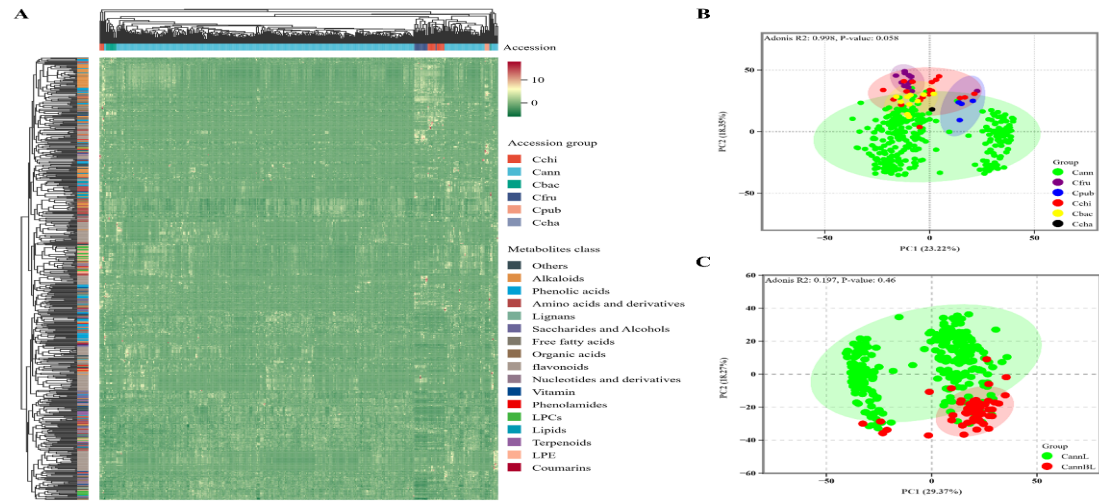 A
Accession
10
0
Accession group
Cchi
Cann
Cbac
Cfru
Cpub
Ccha
Metabolites class
Others
Alkaloids
Phenolic acids
Amino acids and derivatives
Lignans
Saccharides and Alcohols
Free fatty acids
Organic acids
flavonoids
Nucleotides and derivatives
Vitamin
Phenolamides
LPCs
Lipids
Terpenoids
LPE
Coumarins
B
Adonis R2: 0.998, P-value: 0.058
50
0
−50
PC2 (18.35%)
Group
Cann
Cfru
Cpub
Cchi
Cbac
Ccha
−50
0
50
PC1 (23.22%)
C
Adonis R2: 0.197, P-value: 0.46
60
40
20
0
−20
−40
−60
PC2 (18.27%)
Group
CannL
CannBL
−50
0
50
PC1 (29.37%)